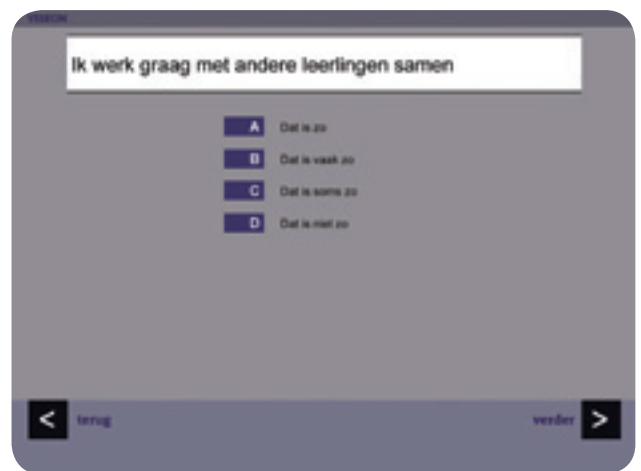 Ik werk graag met andere leerlingen samen
A Dat is zo
B Dat is vaak zo
C Dat is soms zo
D Dat is niet zo
< terug
verder >